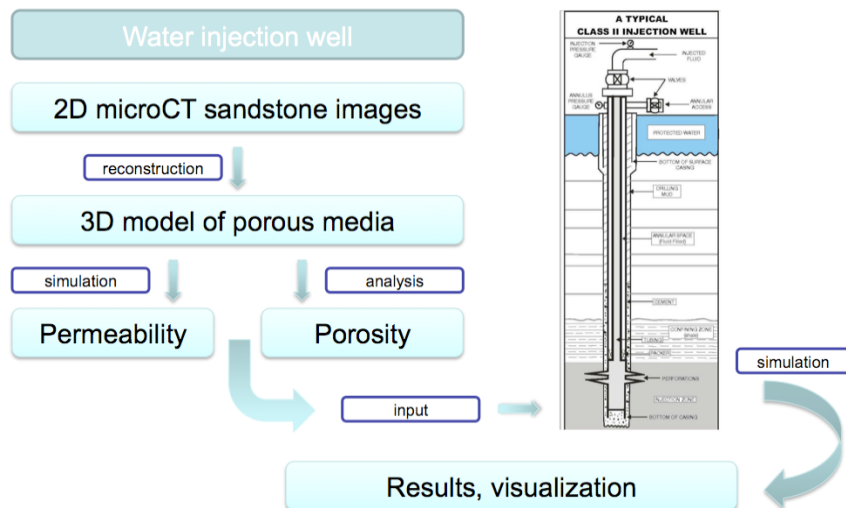 Water injection well
2D microCT sandstone images
reconstruction
3D model of porous media
simulation
analysis
Permeability
Porosity
input
A TYPICAL
CLASS II INJECTION WELL
INJECTION
PRESSURE
GAUGE
INJECTED
FLUID
VALVES
ANNULUS
PRESSURE
GAUGE
ANNULAR
ACCESS
PROTECTED WATER
BOTTOM OF SURFACE
CASING
DRILLING
MUD
ANNULAR SPACE
(Fluid Filled)
CEMENT
CONFINING ZONE
TUBING
PACKER
PERFORATIONS
INJECTION ZONE
BOTTOM OF CASING
simulation
Results, visualization